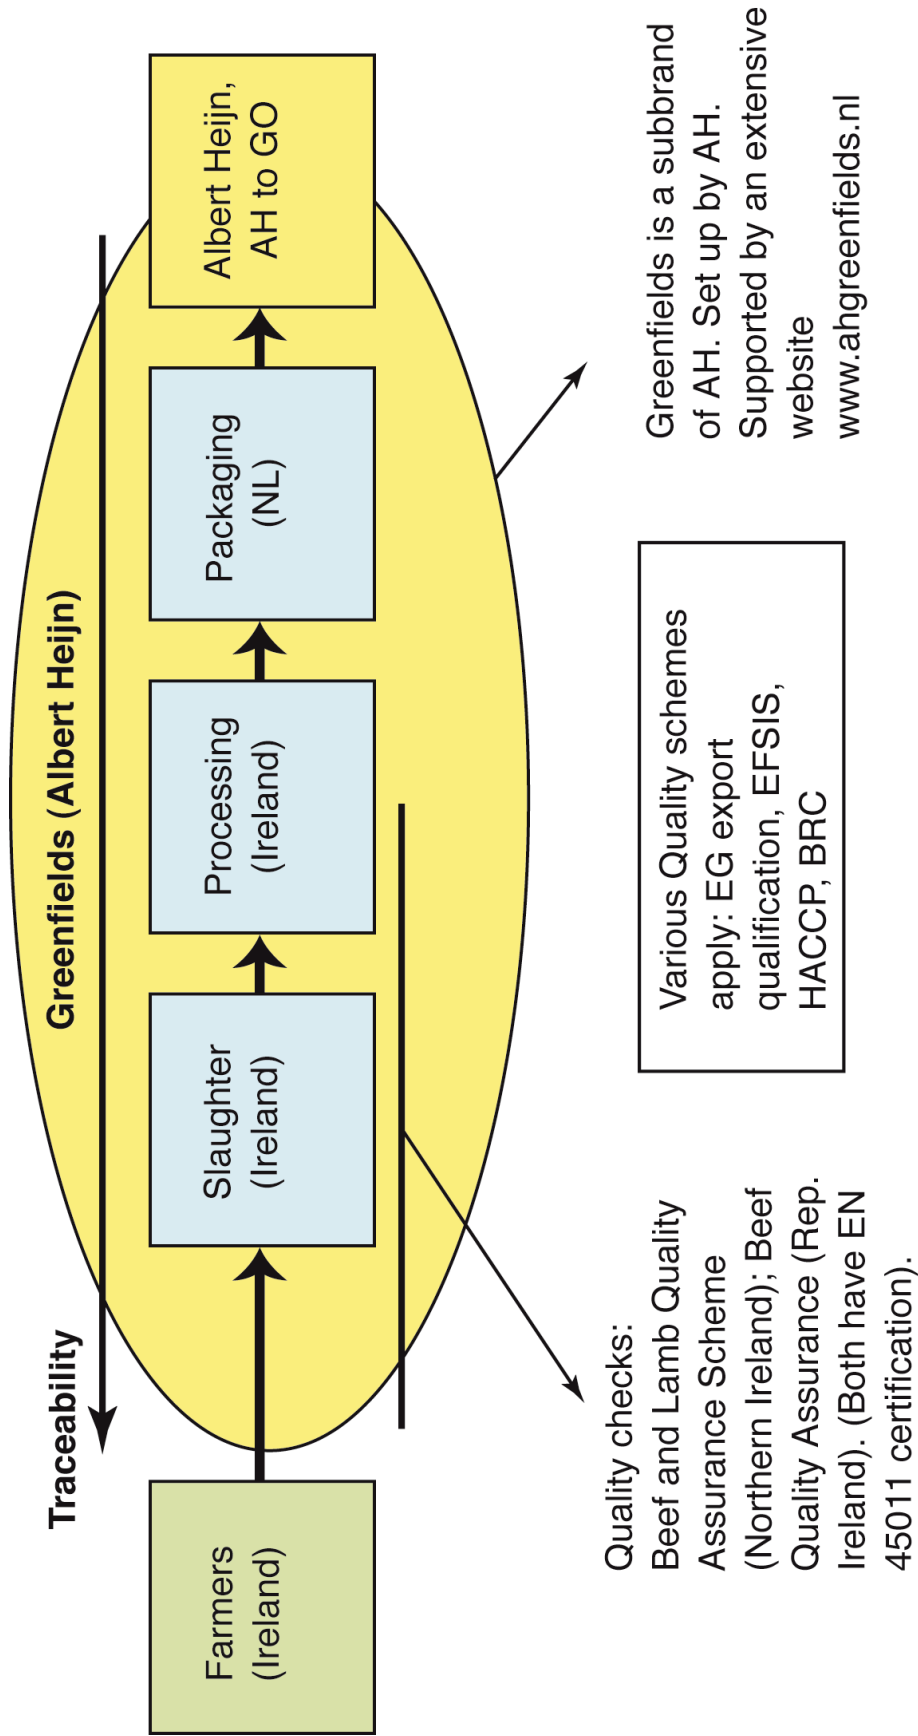 Traceability
Greenfields (Albert Heijn)
Farmers
(Ireland)
Slaughter
(Ireland)
Processing
(Ireland)
Packaging
(NL)
Albert Heijn,
AH to GO
Quality checks:
Beef and Lamb Quality
Assurance Scheme
(Northern Ireland); Beef
Quality Assurance (Rep.
Ireland). (Both have EN
45011 certification).
Various Quality schemes
apply: EG export
qualification, EFSIS,
HACCP, BRC
Greenfields is a subbrand
of AH. Set up by AH.
Supported by an extensive
website
www.ahgreenfields.nl